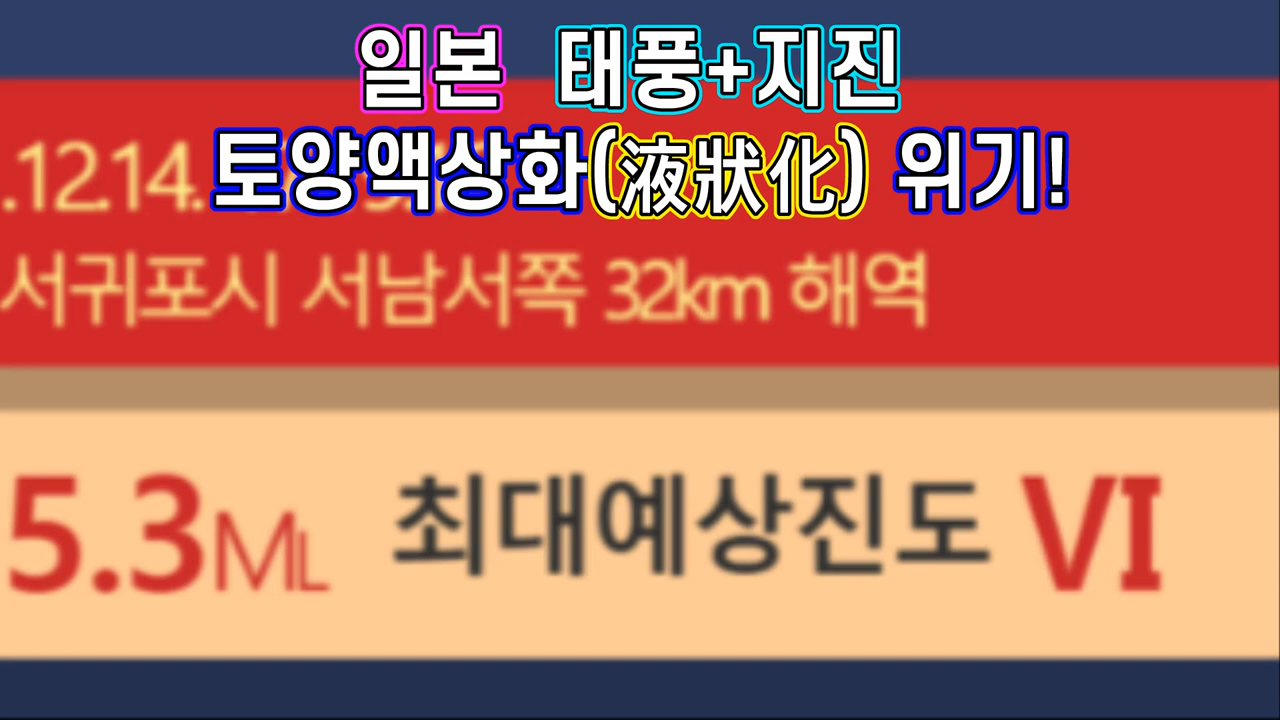 일본 태풍+지진
토양액상화(液狀化) 위기!
.12.14.
서귀포시 서남서쪽 32km 해역
5.3ML 최대예상진도 VI